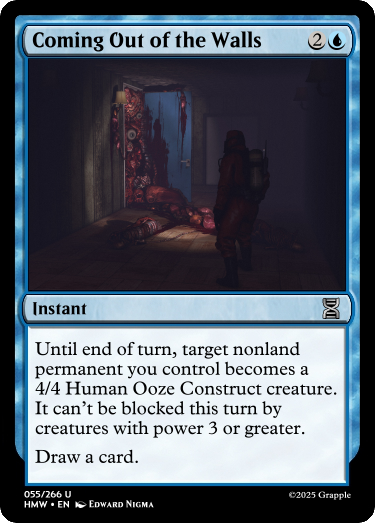 Coming Out of the Walls 2
Instant
Until end of turn, target nonland
permanent you control becomes a
4/4 Human Ooze Construct creature.
It can't be blocked this turn by
creatures with power 3 or greater.
Draw a card.
055/266 U
HMW • EN Edward Nigma
©2025 Grapple